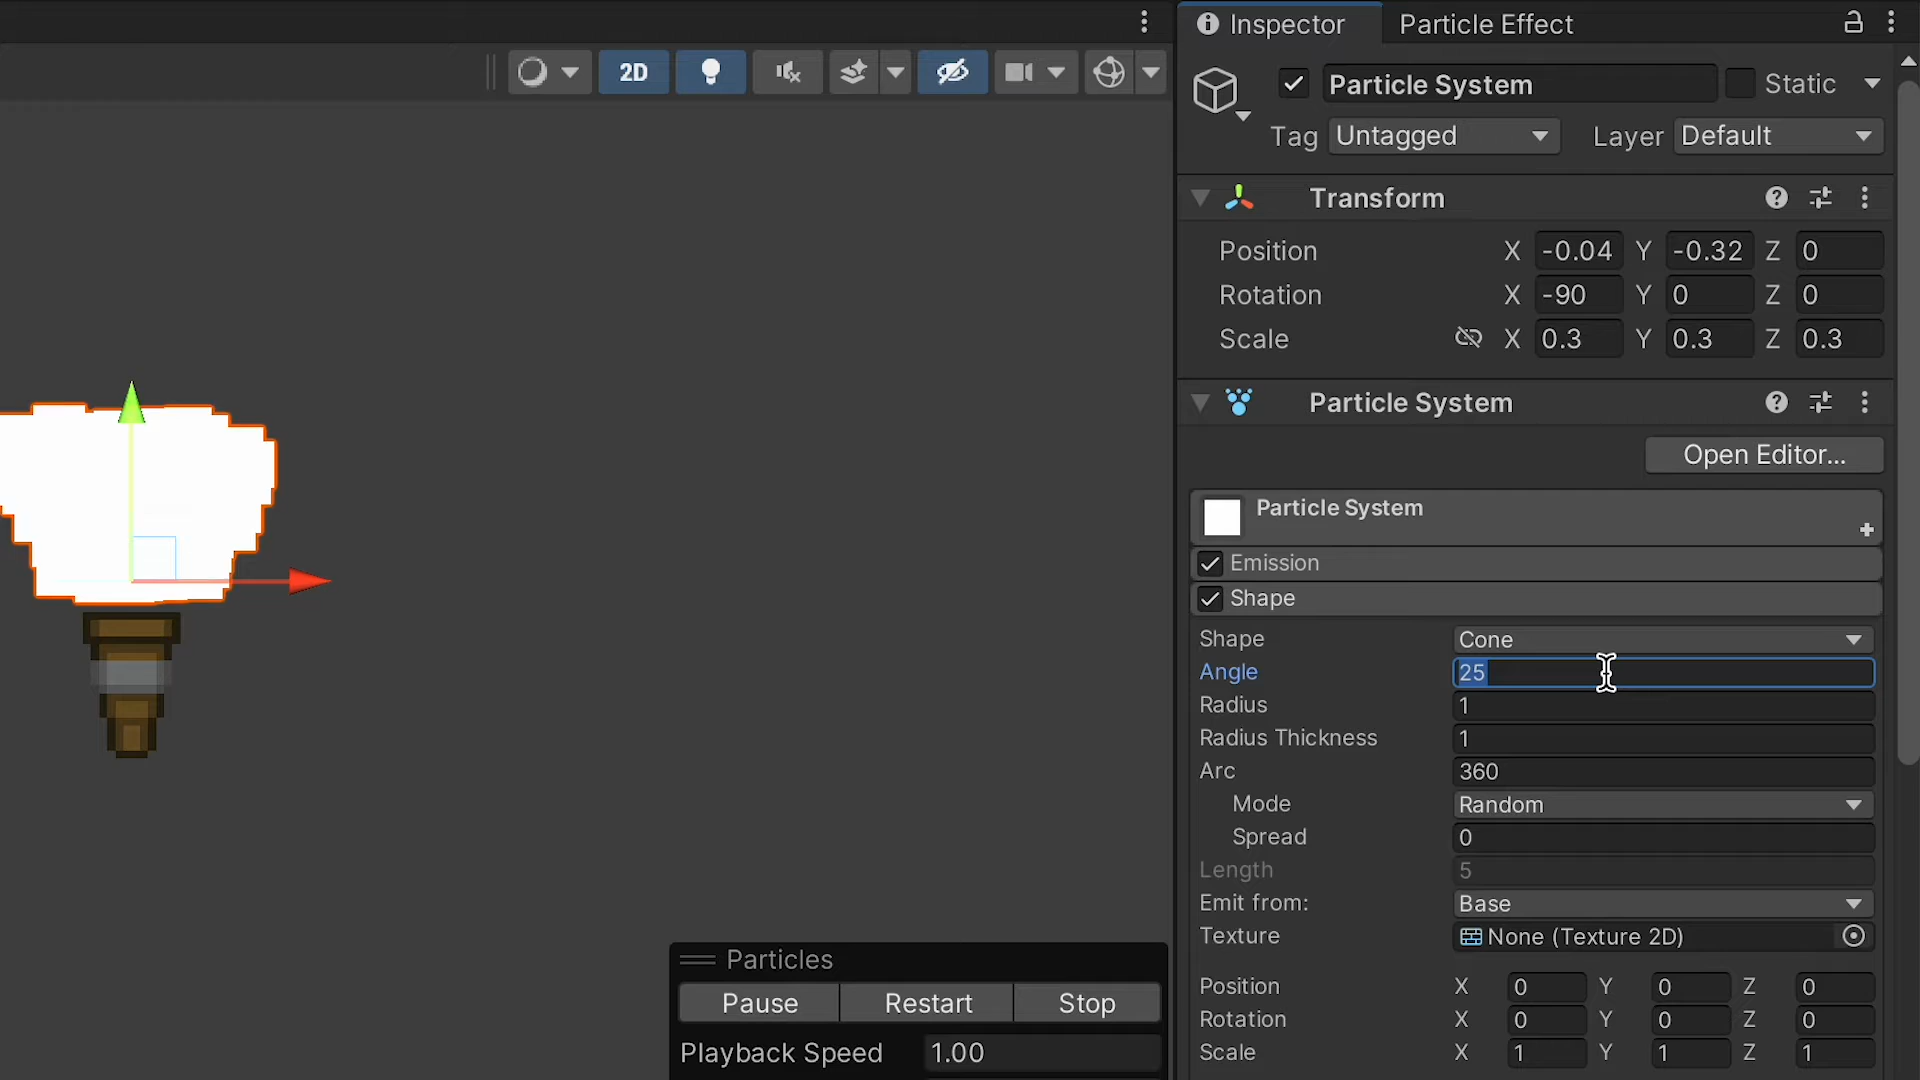 Inspector Particle Effect
2D
Particle System Static
Tag Untagged Layer Default
Transform
Position X -0.04 Y -0.32 Z 0
Rotation X -90 Y 0 Z 0
Scale X 0.3 Y 0.3 Z 0.3
Particle System
Open Editor...
Particle System
Emission
Shape
Shape Cone
Angle 25
Radius 1
Radius Thickness 1
Arc 360
Mode Random
Spread 0
Length 5
Emit from: Base
Texture None (Texture 2D)
Position X 0 Y 0 Z 0
Rotation X 0 Y 0 Z 0
Scale X 1 Y 1 Z 1
Particles
Pause Restart Stop
Playback Speed 1.00